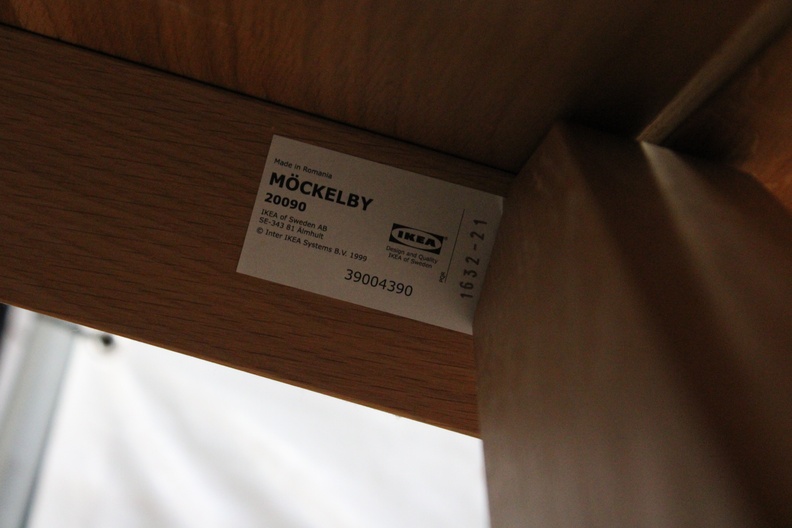 Made in Romania
MÖCKELBY
20090
IKEA of Sweden AB
SE-343 81 Älmhult
© Inter IKEA Systems B.V. 1999
IKEA
Design and Quality
IKEA of Sweden
39004390
1632-21